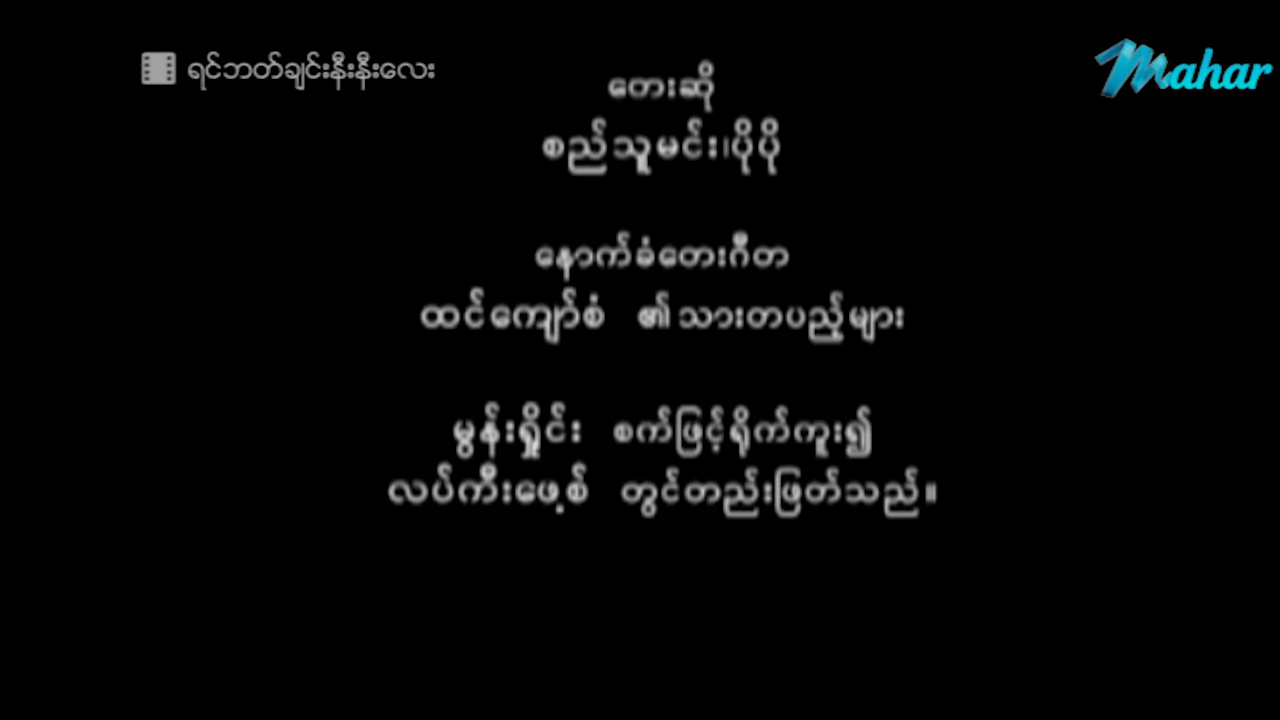 ရင်ဘတ်ချင်းနီးနီးလေး
Mahar
တေးဆို
စည်သူမင်း၊ပိုပို
နောက်ခံတေးဂီတ
ထင်ကျော်စံ ၏သားတပည့်များ
မွန်းရှိုင်း စက်ဖြင့်ရိုက်ကူး၍
လပ်ကီးဖေ့စ် တွင်တည်းဖြတ်သည်။